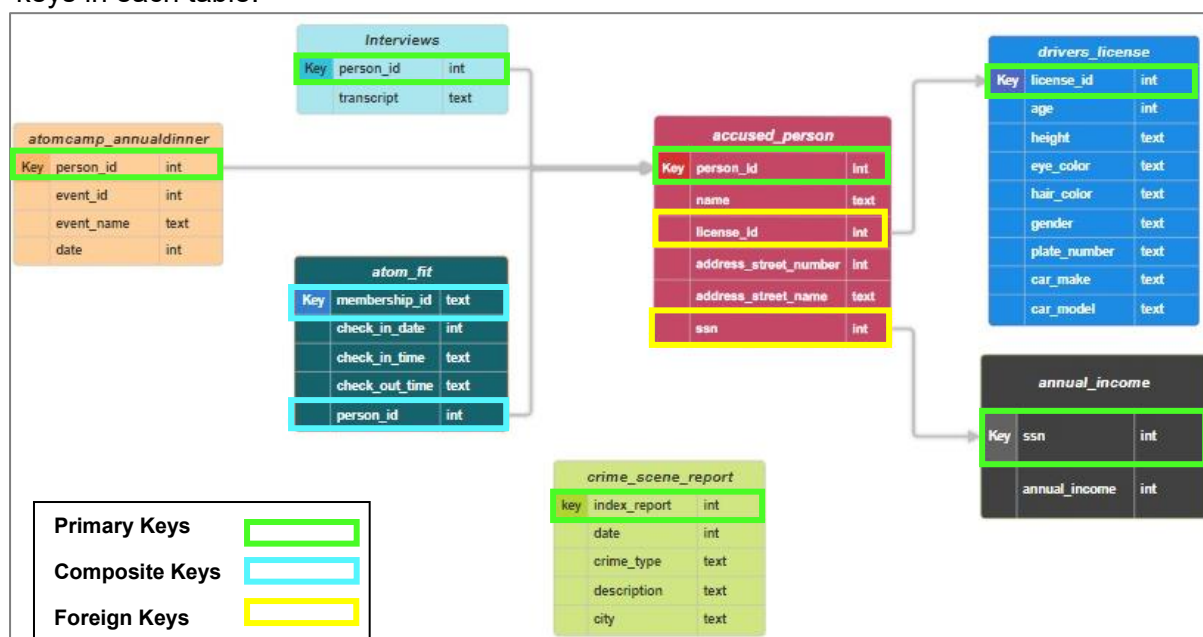 keys in each table.
Interviews
Key person_id int
transcript text
atomcamp_annualdinner
Key person_id int
event_id int
event_name text
date int
atom_fit
Key membership_id text
check_in_date int
check_in_time text
check_out_time text
person_id int
accused_person
Key person_id int
name text
license_id int
address_street_number int
address_street_name text
ssn int
drivers_license
Key license_id int
age int
height text
eye_color text
hair_color text
gender text
plate_number text
car_make text
car_model text
annual_income
Key ssn int
annual_income int
crime_scene_report
key index_report int
date int
crime_type text
description text
city text
Primary Keys
Composite Keys
Foreign Keys